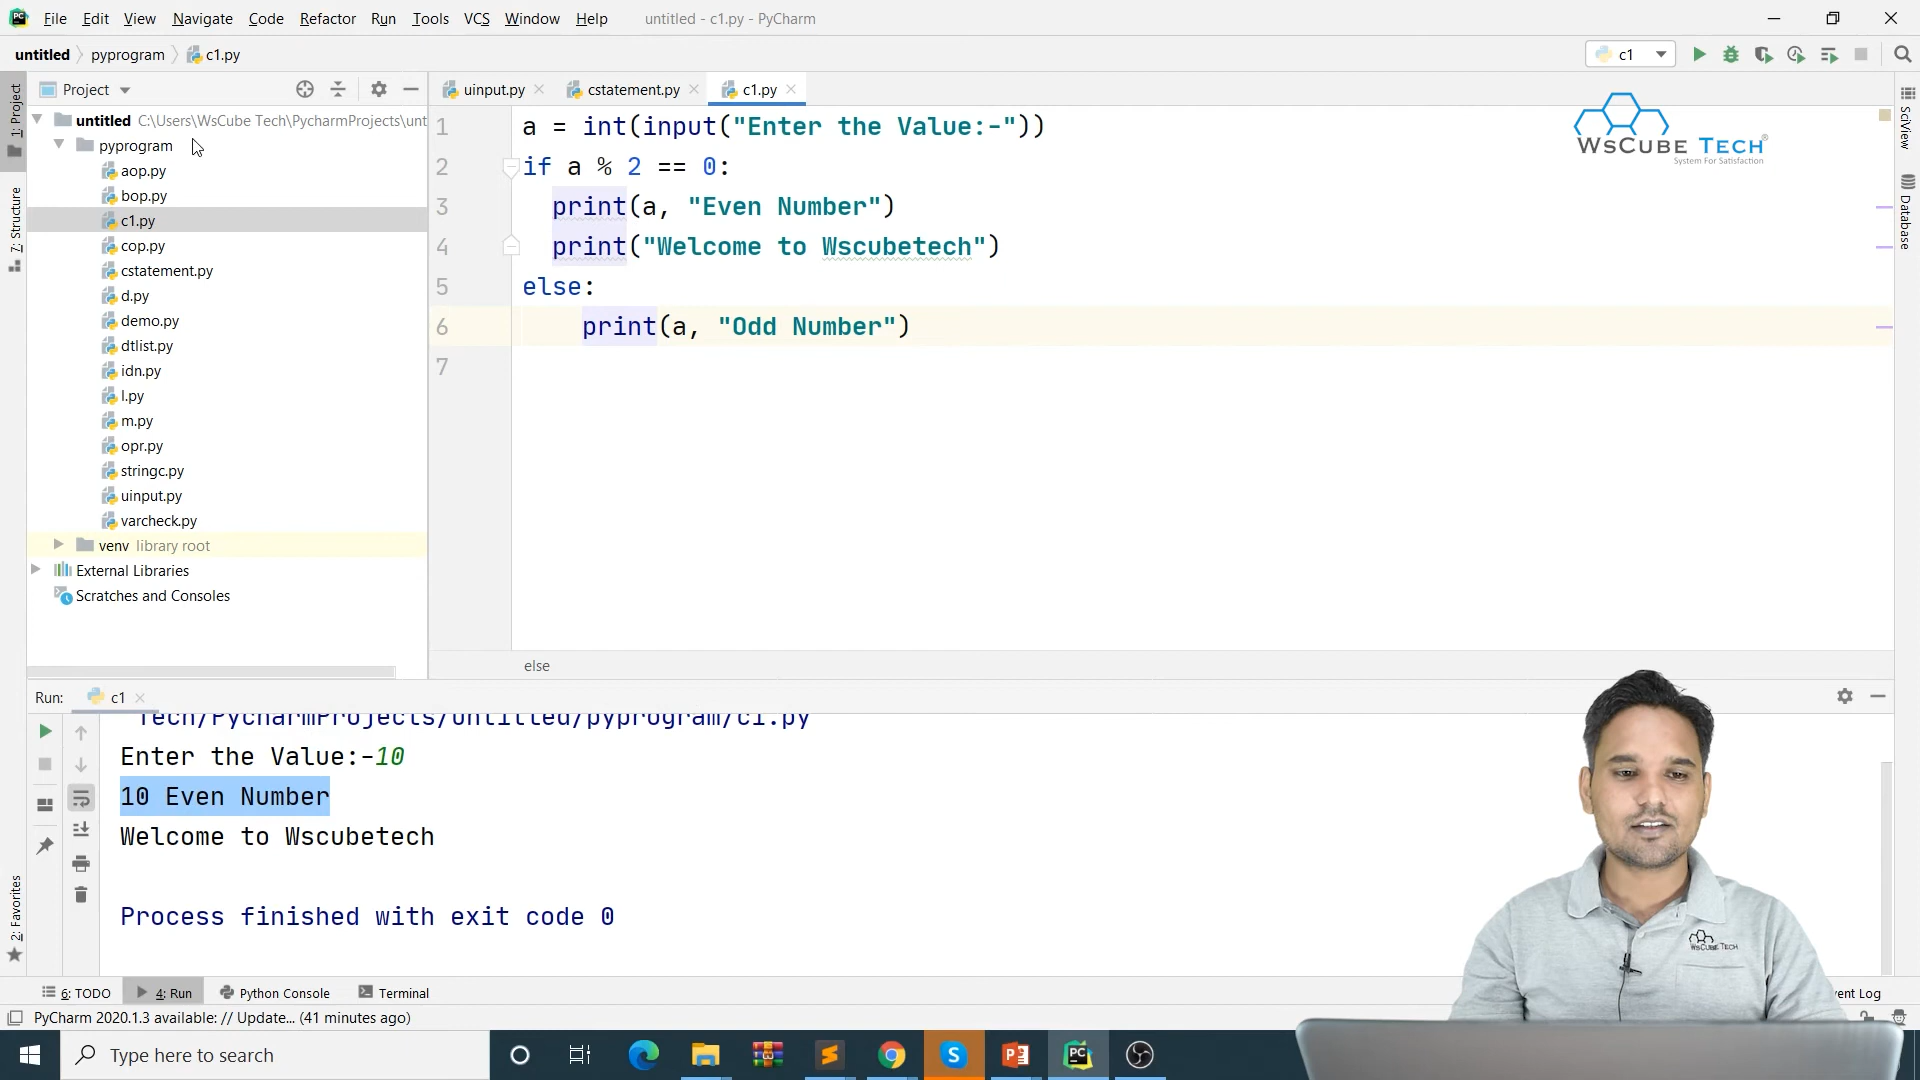 File Edit View Navigate Code Refactor Run Tools VCS Window Help untitled - c1.py - PyCharm
untitled pyprogram c1.py
c1
1: Project
Project
uinput.py
cstatement.py
c1.py
untitled C:\Users\WsCube Tech\PycharmProjects\unt
pyprogram
aop.py
bop.py
c1.py
cop.py
cstatement.py
d.py
demo.py
dtlist.py
idn.py
l.py
m.py
opr.py
stringc.py
uinput.py
varcheck.py
venv library root
External Libraries
Scratches and Consoles
7: Structure
1 a = int(input("Enter the Value:-"))
2 if a % 2 == 0:
3 print(a, "Even Number")
4 print("Welcome to Wscubetech")
5 else:
6 print(a, "Odd Number")
7
else
WSCUBE TECH®
System For Satisfaction
SciView
Database
Run: c1
Tech/PycharmProjects/untitled/pyprogram/c1.py
Enter the Value:-10
10 Even Number
Welcome to Wscubetech
Process finished with exit code 0
2: Favorites
WSCUBE TECH
6: TODO 4: Run Python Console Terminal
vent Log
PyCharm 2020.1.3 available: // Update... (41 minutes ago)
Type here to search